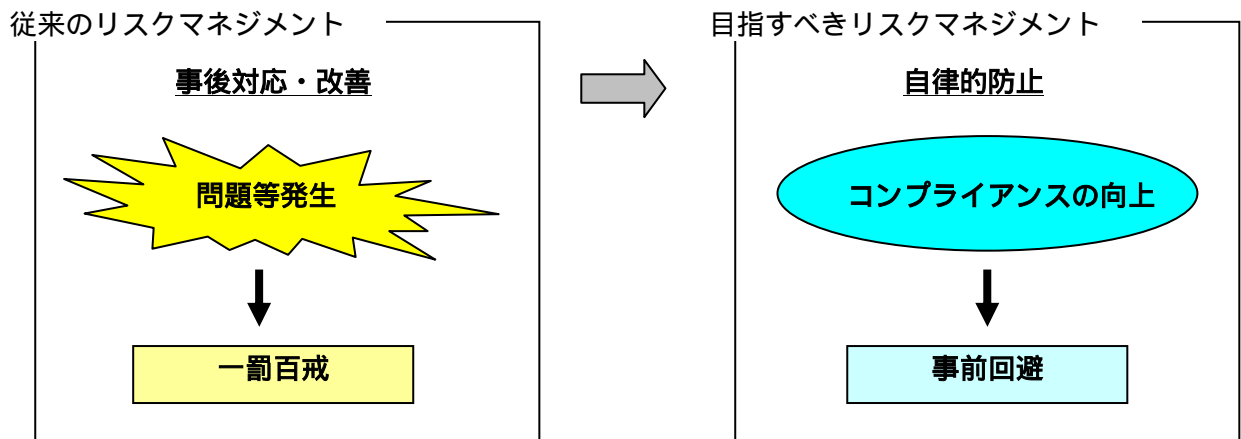 従来のリスクマネジメント
事後対応・改善
問題等発生
一罰百戒
目指すべきリスクマネジメント
自律的防止
コンプライアンスの向上
事前回避